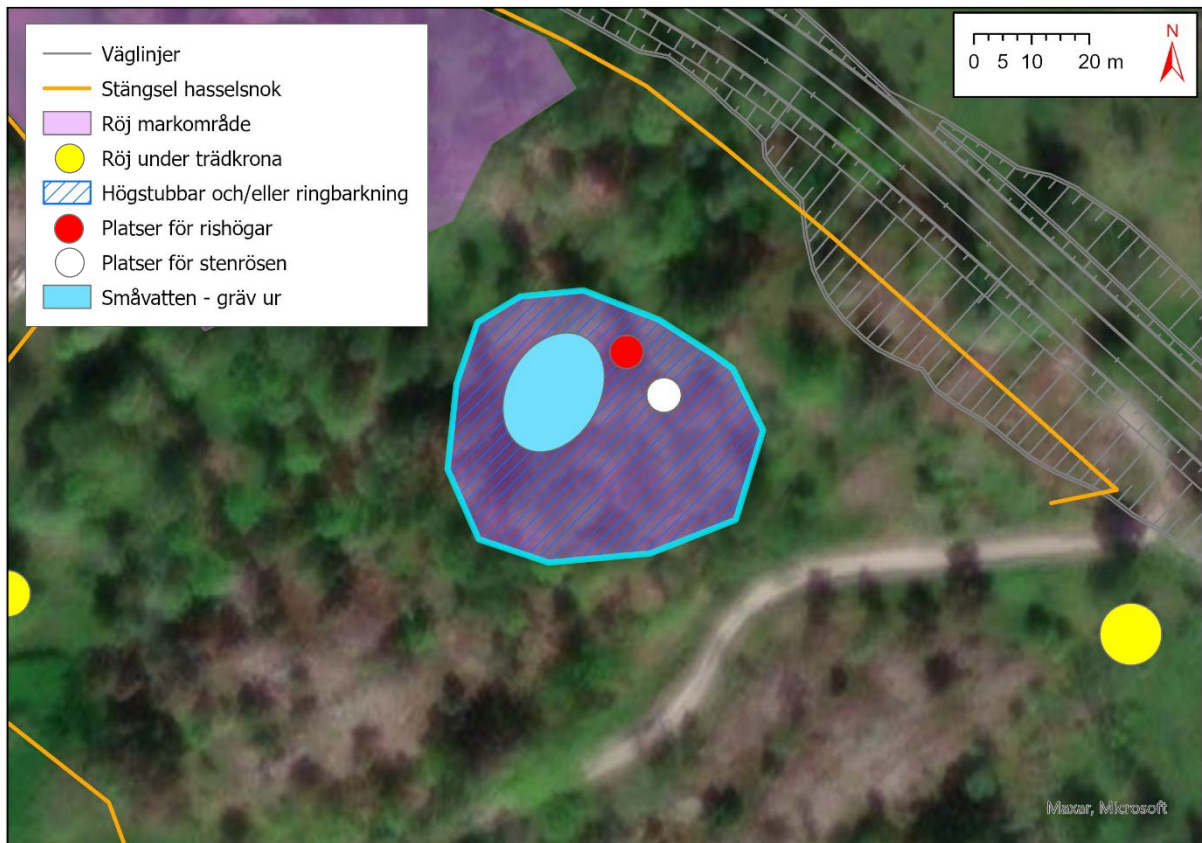 Väglinjer
Stängsel hasselsnok
Röj markområde
Röj under trädkrona
Högstubbar och/eller ringbarkning
Platser för rishögar
Platser för stenrösen
Småvatten - gräv ur
N
0 5 10 20 m
Maxar, Microsoft